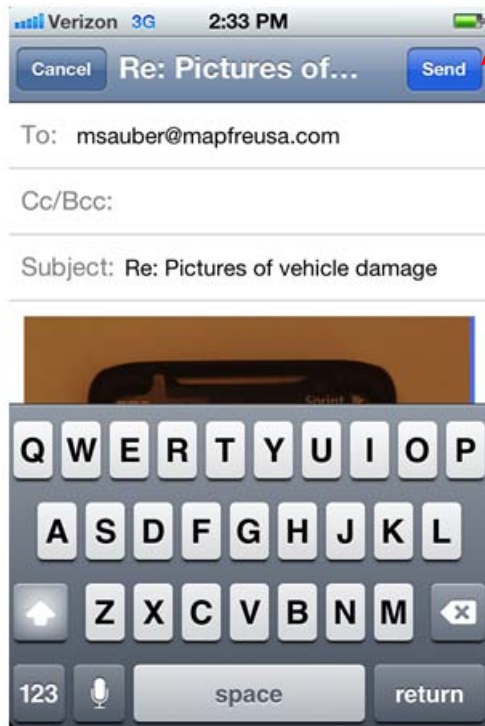 Verizon 3G 2:33 PM
Cancel Re: Pictures of... Send
To: msauber@mapfreusa.com
Cc/Bcc:
Subject: Re: Pictures of vehicle damage
Sprint
Q W E R T Y U I O P
A S D F G H J K L
Z X C V B N M
123 space return